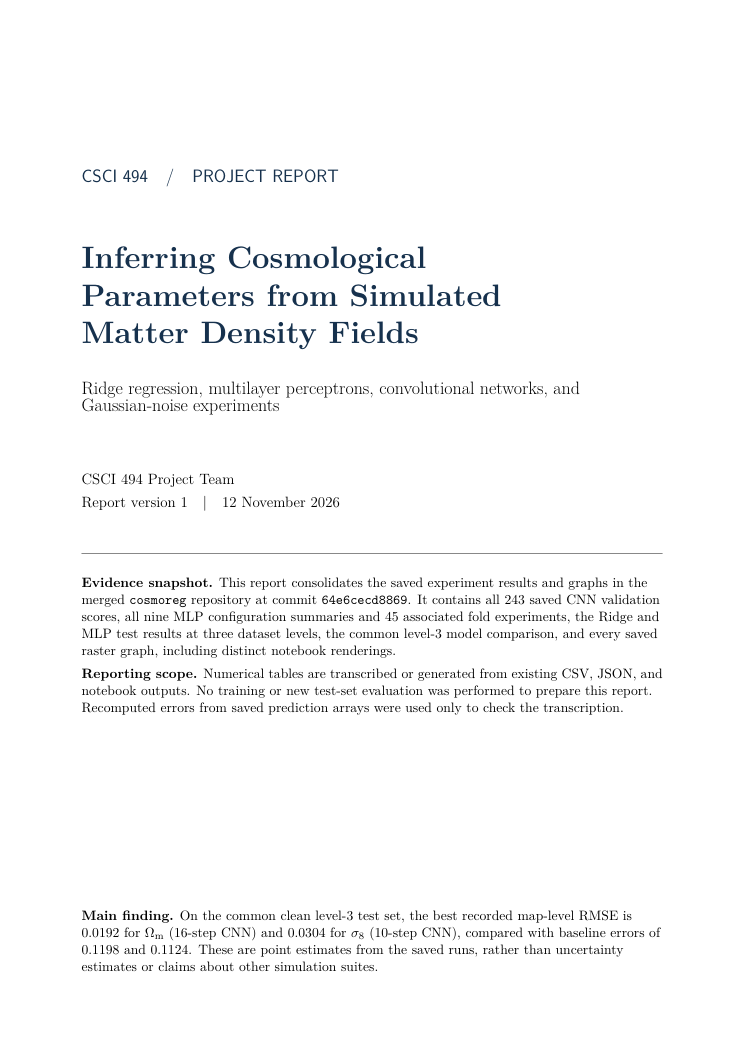 CSCI 494 / PROJECT REPORT
Inferring Cosmological
Parameters from Simulated
Matter Density Fields
Ridge regression, multilayer perceptrons, convolutional networks, and
Gaussian-noise experiments
CSCI 494 Project Team
Report version 1 | 12 November 2026
Evidence snapshot. This report consolidates the saved experiment results and graphs in the
merged cosmoreg repository at commit 64e6cecd8869. It contains all 243 saved CNN validation
scores, all nine MLP configuration summaries and 45 associated fold experiments, the Ridge and
MLP test results at three dataset levels, the common level-3 model comparison, and every saved
raster graph, including distinct notebook renderings.
Reporting scope. Numerical tables are transcribed or generated from existing CSV, JSON, and
notebook outputs. No training or new test-set evaluation was performed to prepare this report.
Recomputed errors from saved prediction arrays were used only to check the transcription.
Main finding. On the common clean level-3 test set, the best recorded map-level RMSE is
0.0192 for Ωm (16-step CNN) and 0.0304 for σ8 (10-step CNN), compared with baseline errors of
0.1198 and 0.1124. These are point estimates from the saved runs, rather than uncertainty
estimates or claims about other simulation suites.